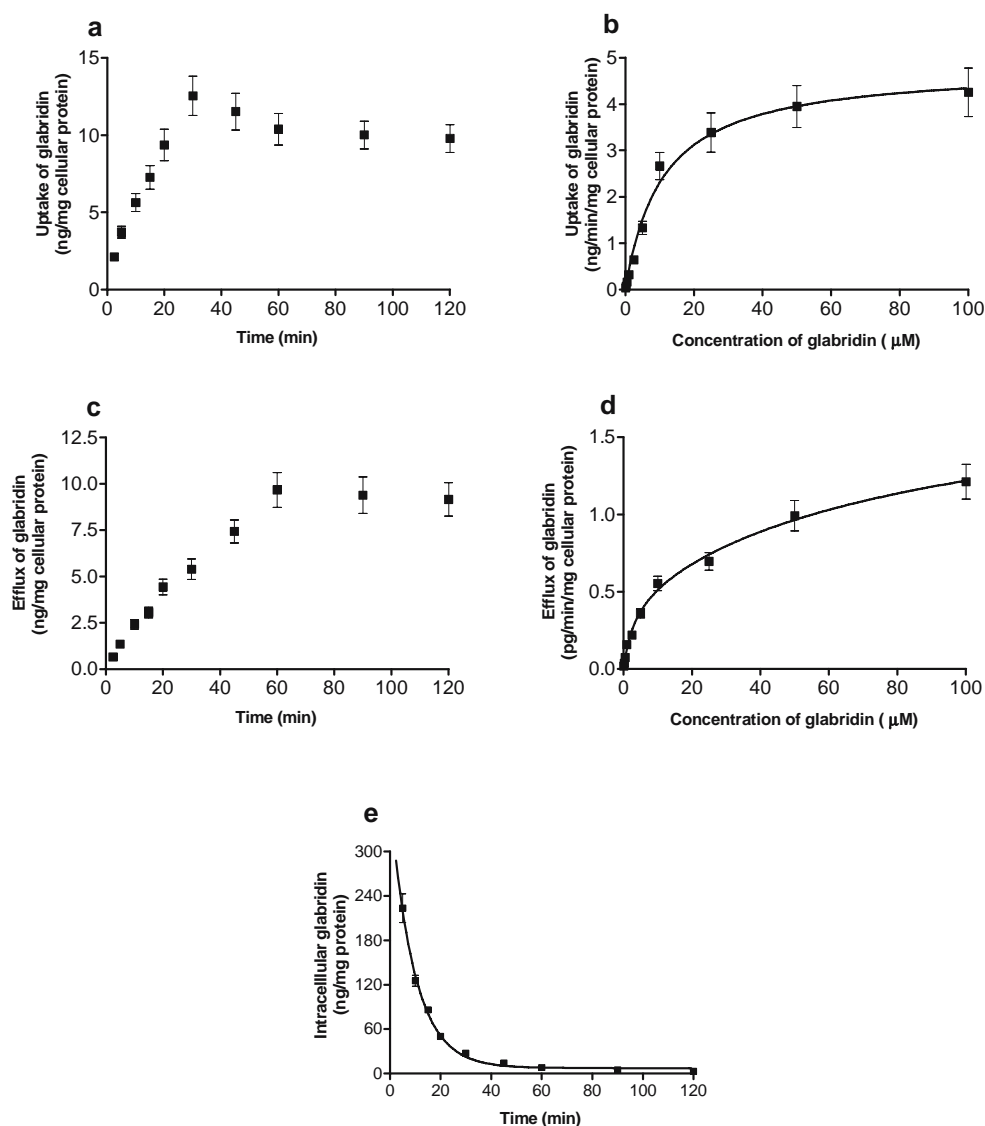 a
Uptake of glabridin
(ng/mg cellular protein)
15
10
5
0
0 20 40 60 80 100 120
Time (min)
b
Uptake of glabridin
(ng/min/mg cellular protein)
5
4
3
2
1
0
0 20 40 60 80 100
Concentration of glabridin ( μM)
c
Efflux of glabridin
(ng/mg cellular protein)
12.5
10.0
7.5
5.0
2.5
0.0
0 20 40 60 80 100 120
Time (min)
d
Efflux of glabridin
(pg/min/mg cellular protein)
1.5
1.0
0.5
0.0
0 20 40 60 80 100
Concentration of glabridin ( μM)
e
Intracelllular glabridin
(ng/mg protein)
300
240
180
120
60
0
0 20 40 60 80 100 120
Time (min)